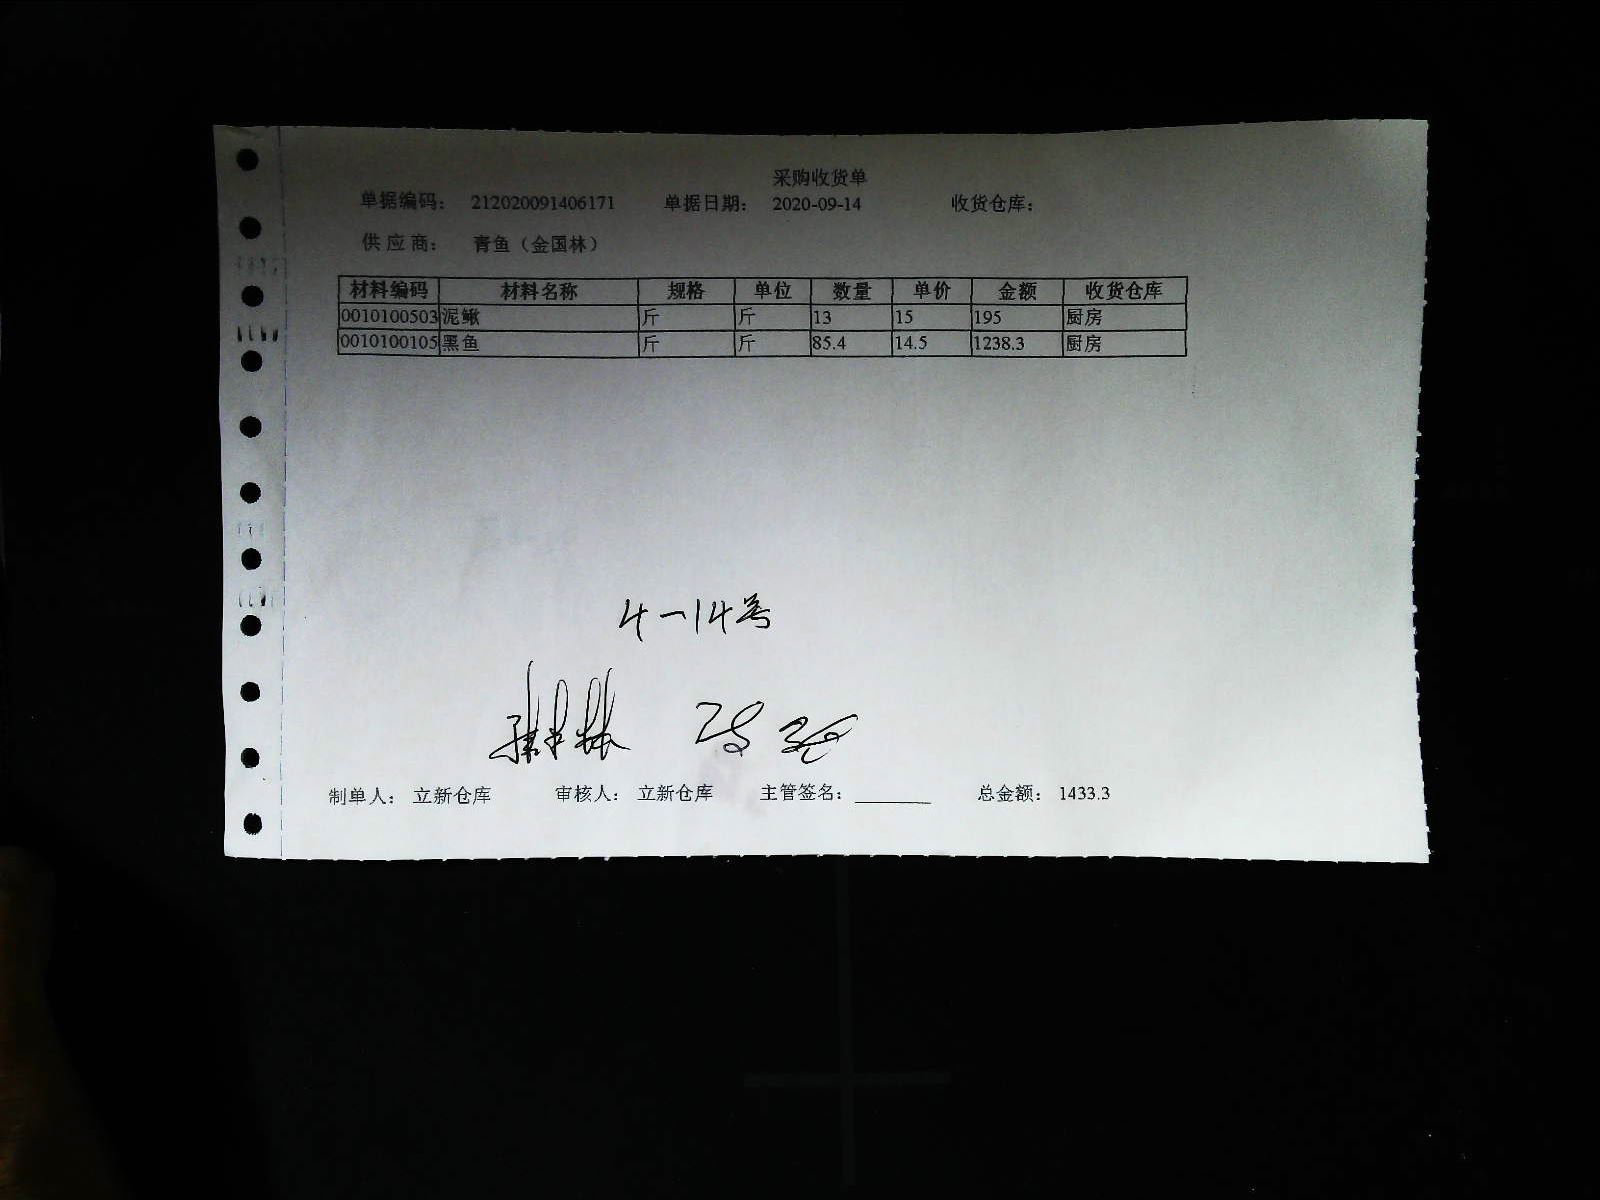 采购收货单
单据编码： 212020091406171 单据日期： 2020-09-14 收货仓库：
供 应 商： 青鱼（金国林）
材料编码 材料名称 规格 单位 数量 单价 金额 收货仓库
0010100503 泥鳅 斤 斤 13 15 195 厨房
0010100105 黑鱼 斤 斤 85.4 14.5 1238.3 厨房
4－14号
制单人： 立新仓库 审核人： 立新仓库 主管签名：________ 总金额： 1433.3